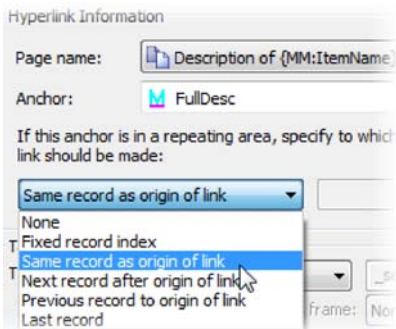 Hyperlink Information
Page name:
Description of {MM:ItemName}
Anchor:
FullDesc
If this anchor is in a repeating area, specify to which
link should be made:
Same record as origin of link
None
Fixed record index
Same record as origin of link
Next record after origin of link
Previous record to origin of link
Last record
frame: